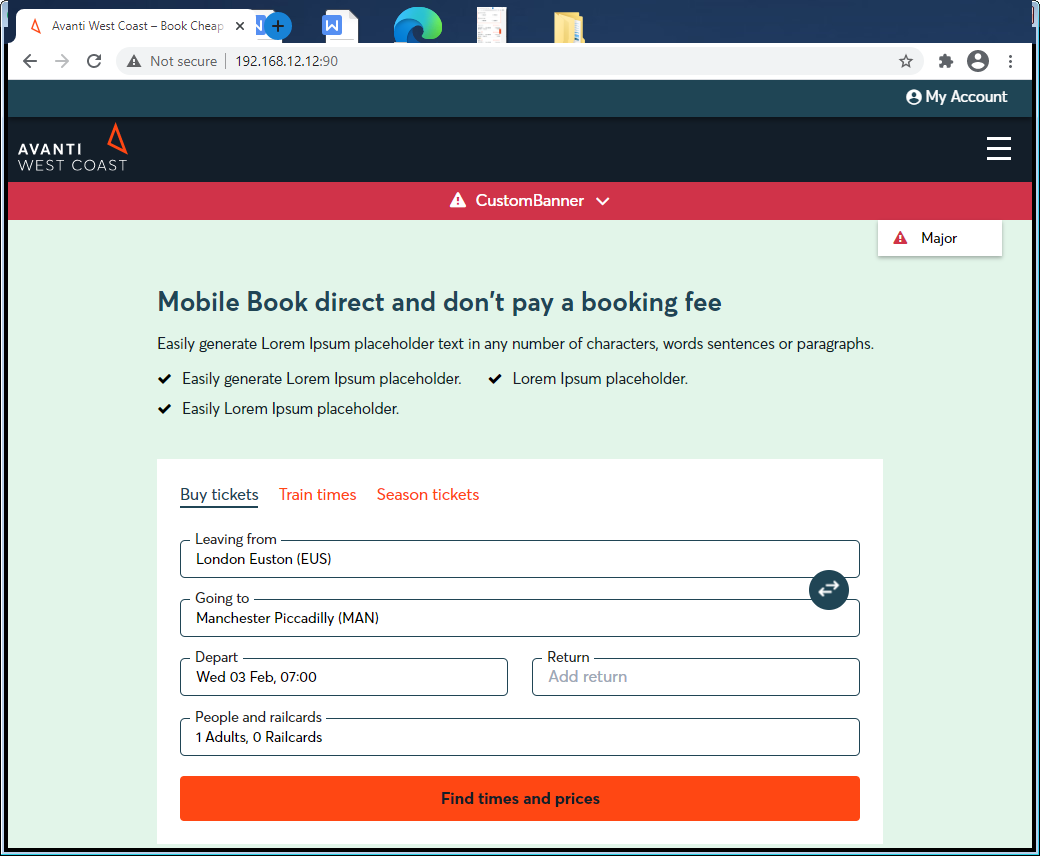 Avanti West Coast – Book Cheap
W
Not secure
192.168.12.12:90
My Account
AVANTI
WEST COAST
CustomBanner
Major
Mobile Book direct and don't pay a booking fee
Easily generate Lorem Ipsum placeholder text in any number of characters, words sentences or paragraphs.
Easily generate Lorem Ipsum placeholder. Lorem Ipsum placeholder.
Easily Lorem Ipsum placeholder.
Buy tickets Train times Season tickets
Leaving from
London Euston (EUS)
Going to
Manchester Piccadilly (MAN)
Depart Return
Wed 03 Feb, 07:00 Add return
People and railcards
1 Adults, 0 Railcards
Find times and prices